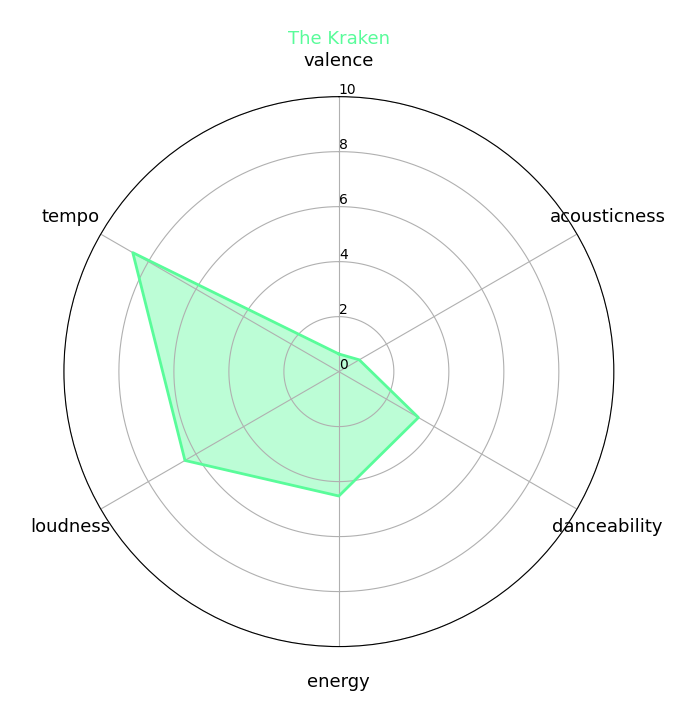 The Kraken
valence
10
8
tempo
acousticness
6
4
2
0
loudness
danceability
energy